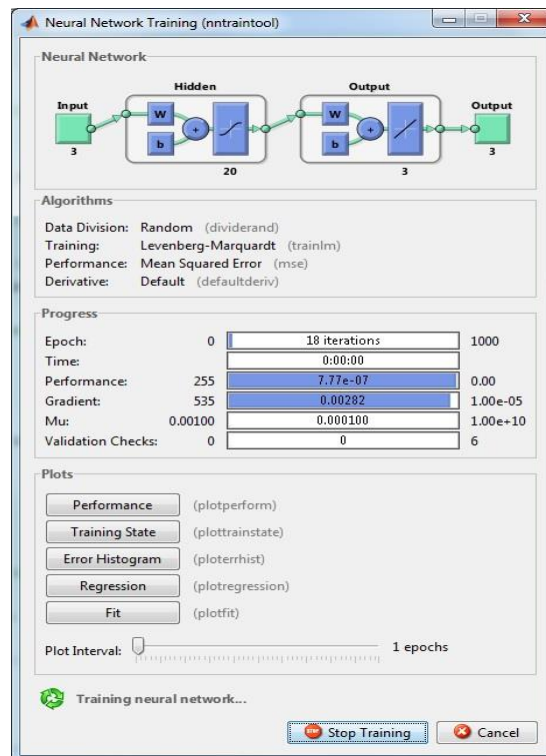 Neural Network Training (nntraintool)
Neural Network
Hidden Output
Input Output
W W
+ +
b b
3 3
20 3
Algorithms
Data Division: Random (dividerand)
Training: Levenberg-Marquardt (trainlm)
Performance: Mean Squared Error (mse)
Derivative: Default (defaultderiv)
Progress
Epoch: 0 18 iterations 1000
Time: 0:00:00
Performance: 255 7.77e-07 0.00
Gradient: 535 0.00282 1.00e-05
Mu: 0.00100 0.000100 1.00e+10
Validation Checks: 0 0 6
Plots
Performance (plotperform)
Training State (plottrainstate)
Error Histogram (ploterrhist)
Regression (plotregression)
Fit (plotfit)
Plot Interval: 1 epochs
Training neural network...
STOP Stop Training Cancel